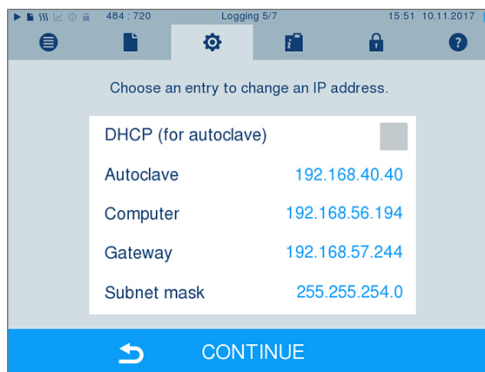 484 : 720 Logging 5/7 15:51 10.11.2017
Choose an entry to change an IP address.
DHCP (for autoclave)
Autoclave 192.168.40.40
Computer 192.168.56.194
Gateway 192.168.57.244
Subnet mask 255.255.254.0
CONTINUE